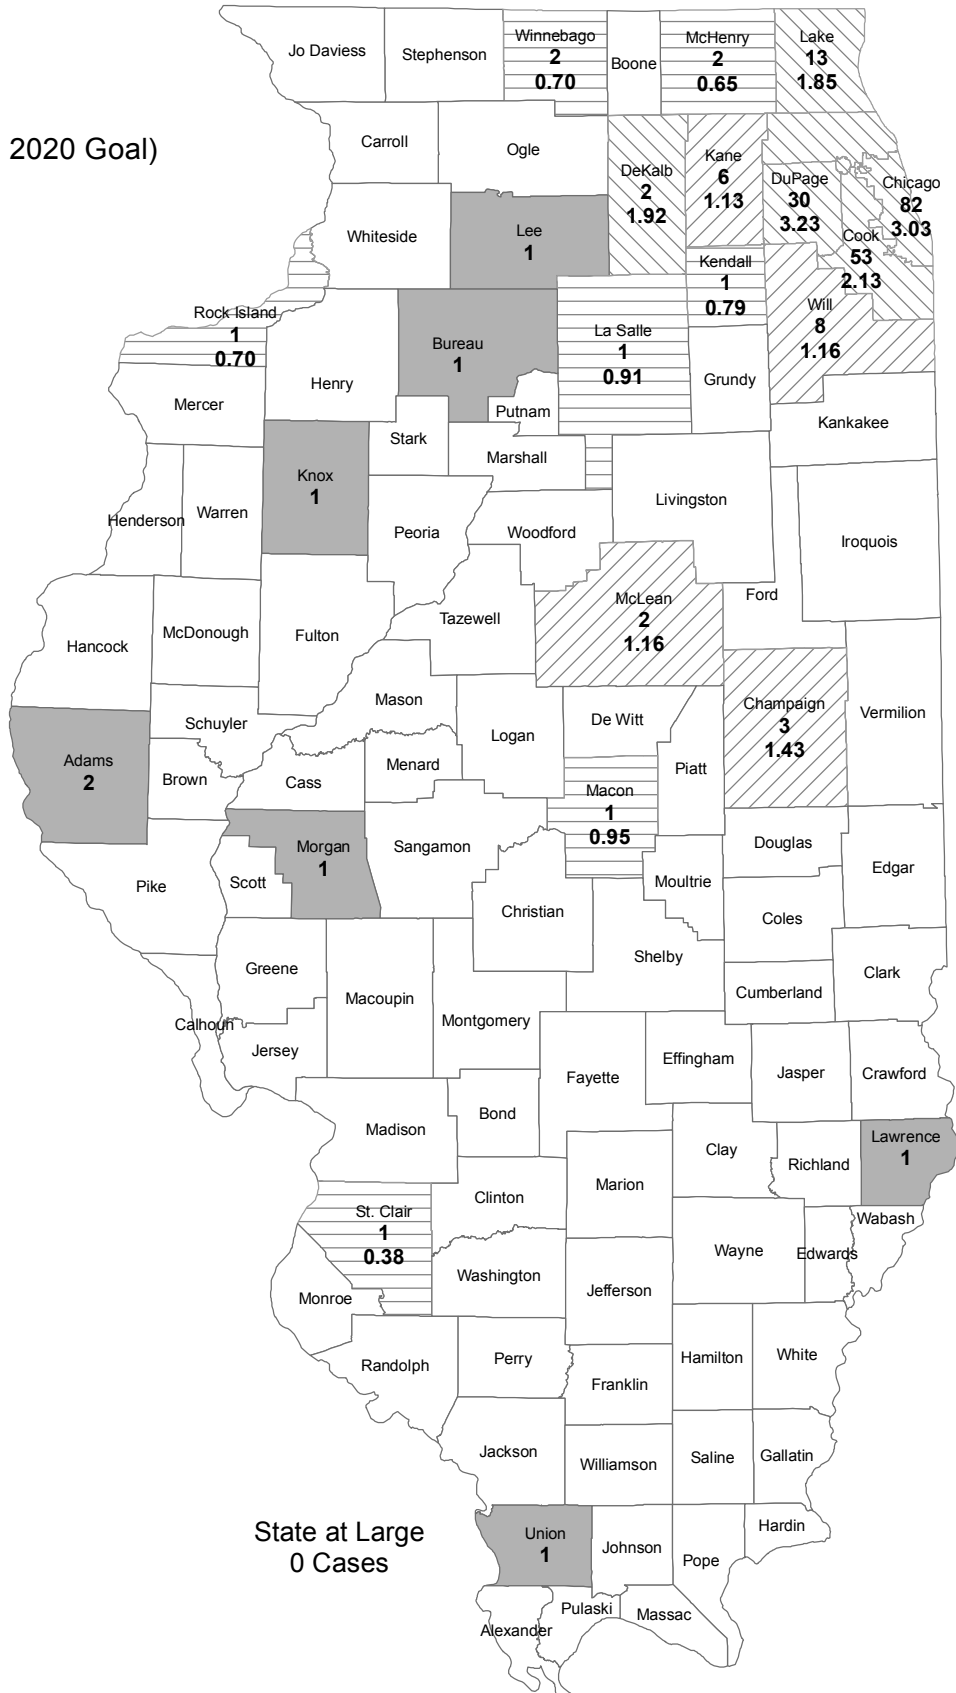 Jo Daviess
Stephenson
Winnebago
2
0.70
Boone
McHenry
2
0.65
Lake
13
1.85
2020 Goal)
Carroll
Ogle
DeKalb
2
1.92
Kane
6
1.13
DuPage
30
3.23
Chicago
82
3.03
Cook
53
2.13
Whiteside
Lee
1
Kendall
1
0.79
Will
8
1.16
Rock Island
1
0.70
Henry
Bureau
1
La Salle
1
0.91
Grundy
Putnam
Kankakee
Mercer
Stark
Marshall
Knox
1
Livingston
Henderson
Warren
Peoria
Woodford
Iroquois
Ford
McLean
2
1.16
Hancock
McDonough
Fulton
Tazewell
Mason
Logan
De Witt
Champaign
3
1.43
Vermilion
Schuyler
Adams
2
Brown
Cass
Menard
Piatt
Macon
1
0.95
Morgan
1
Sangamon
Douglas
Edgar
Pike
Scott
Moultrie
Christian
Coles
Shelby
Greene
Macoupin
Cumberland
Clark
Montgomery
Calhoun
Jersey
Fayette
Effingham
Jasper
Crawford
Bond
Madison
Clay
Richland
Lawrence
1
Marion
Clinton
St. Clair
1
0.38
Wabash
Wayne
Edwards
Washington
Jefferson
Monroe
Randolph
Perry
Hamilton
White
Franklin
Jackson
Williamson
Saline
Gallatin
State at Large
0 Cases
Union
1
Johnson
Hardin
Pope
Pulaski
Massac
Alexander